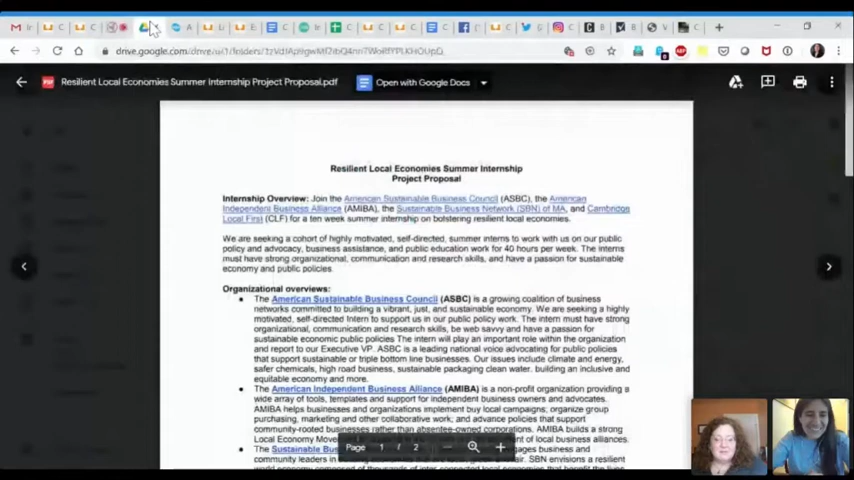 drive.google.com/drive/u/1/folders/
Resilient Local Economies Summer Internship Project Proposal.pdf
Open with Google Docs
Resilient Local Economies Summer Internship
Project Proposal
Internship Overview: Join the American Sustainable Business Council (ASBC), the American
Independent Business Alliance (AMIBA), the Sustainable Business Network (SBN) of MA, and Cambridge
Local First (CLF) for a ten week summer internship on bolstering resilient local economies.
We are seeking a cohort of highly motivated, self-directed, summer interns to work with us on our public
policy and advocacy, business assistance, and public education work for 40 hours per week. The interns
must have strong organizational, communication and research skills, and have a passion for sustainable
economy and public policies.
Organizational overviews:
The American Sustainable Business Council (ASBC) is a growing coalition of business
networks committed to building a vibrant, just, and sustainable economy. We are seeking a highly
motivated, self-directed Intern to support us in our public policy work. The intern must have strong
organizational, communication and research skills, be web savvy and have a passion for
sustainable economic public policies The intern will play an important role within the organization
and report to our Executive VP. ASBC is a leading national voice advocating for public policies
that support sustainable or triple bottom line businesses. Our issues include climate and energy,
safer chemicals, high road business, sustainable packaging clean water. building an inclusive and
equitable economy and more.
The American Independent Business Alliance (AMIBA) is a non-profit organization providing a
wide array of tools, templates and support for independent business owners and advocates.
AMIBA helps businesses and organizations implement buy local campaigns; organize group
purchasing, marketing and other collaborative work; and advance policies that support
community-rooted businesses rather than absentee-owned corporations. AMIBA builds a strong
Local Economy of local business alliances.
The Sustainable
community leaders
Page 1 / 2